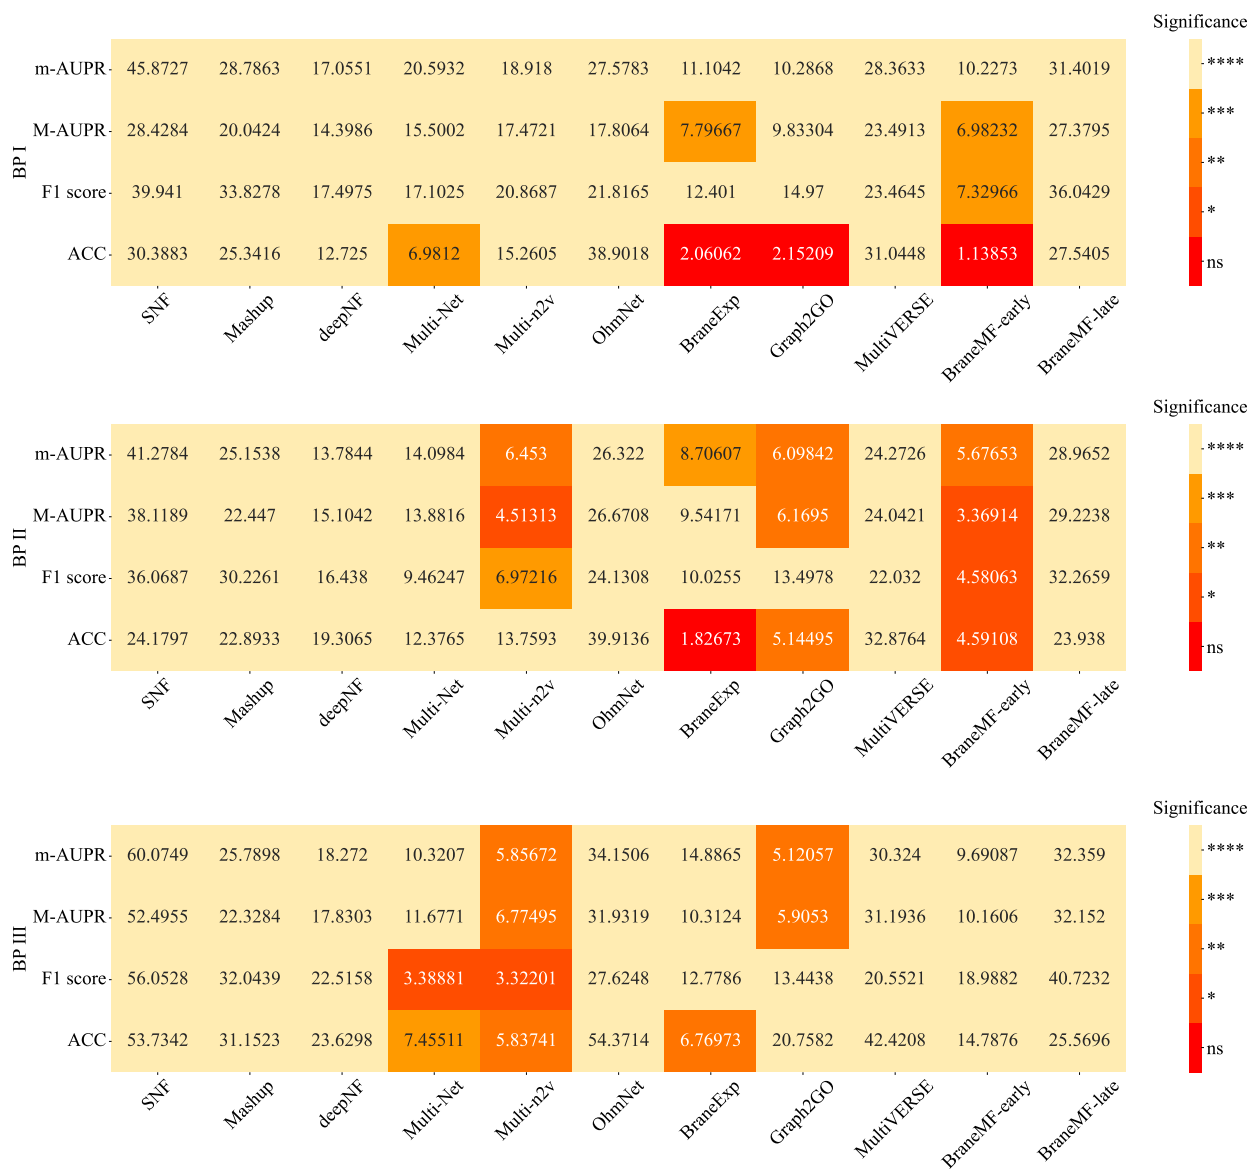 Significance
BP I
m-AUPR 45.8727 28.7863 17.0551 20.5932 18.918 27.5783 11.1042 10.2868 28.3633 10.2273 31.4019
M-AUPR 28.4284 20.0424 14.3986 15.5002 17.4721 17.8064 7.79667 9.83304 23.4913 6.98232 27.3795
F1 score 39.941 33.8278 17.4975 17.1025 20.8687 21.8165 12.401 14.97 23.4645 7.32966 36.0429
ACC 30.3883 25.3416 12.725 6.9812 15.2605 38.9018 2.06062 2.15209 31.0448 1.13853 27.5405
SNF Mashup deepNF Multi-Net Multi-n2v OhmNet BraneExp Graph2GO MultiVERSE BraneMF-early BraneMF-late
****
***
**
*
ns
Significance
BP II
m-AUPR 41.2784 25.1538 13.7844 14.0984 6.453 26.322 8.70607 6.09842 24.2726 5.67653 28.9652
M-AUPR 38.1189 22.447 15.1042 13.8816 4.51313 26.6708 9.54171 6.1695 24.0421 3.36914 29.2238
F1 score 36.0687 30.2261 16.438 9.46247 6.97216 24.1308 10.0255 13.4978 22.032 4.58063 32.2659
ACC 24.1797 22.8933 19.3065 12.3765 13.7593 39.9136 1.82673 5.14495 32.8764 4.59108 23.938
SNF Mashup deepNF Multi-Net Multi-n2v OhmNet BraneExp Graph2GO MultiVERSE BraneMF-early BraneMF-late
****
***
**
*
ns
Significance
BP III
m-AUPR 60.0749 25.7898 18.272 10.3207 5.85672 34.1506 14.8865 5.12057 30.324 9.69087 32.359
M-AUPR 52.4955 22.3284 17.8303 11.6771 6.77495 31.9319 10.3124 5.9053 31.1936 10.1606 32.152
F1 score 56.0528 32.0439 22.5158 3.38881 3.32201 27.6248 12.7786 13.4438 20.5521 18.9882 40.7232
ACC 53.7342 31.1523 23.6298 7.45511 5.83741 54.3714 6.76973 20.7582 42.4208 14.7876 25.5696
SNF Mashup deepNF Multi-Net Multi-n2v OhmNet BraneExp Graph2GO MultiVERSE BraneMF-early BraneMF-late
****
***
**
*
ns